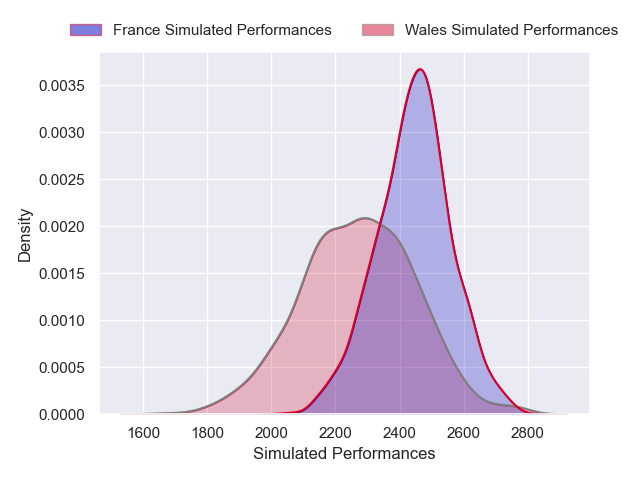 France Simulated Performances Wales Simulated Performances
0.0035
0.0030
0.0025
0.0020
0.0015
0.0010
0.0005
0.0000
Density
1600 1800 2000 2200 2400 2600 2800
Simulated Performances